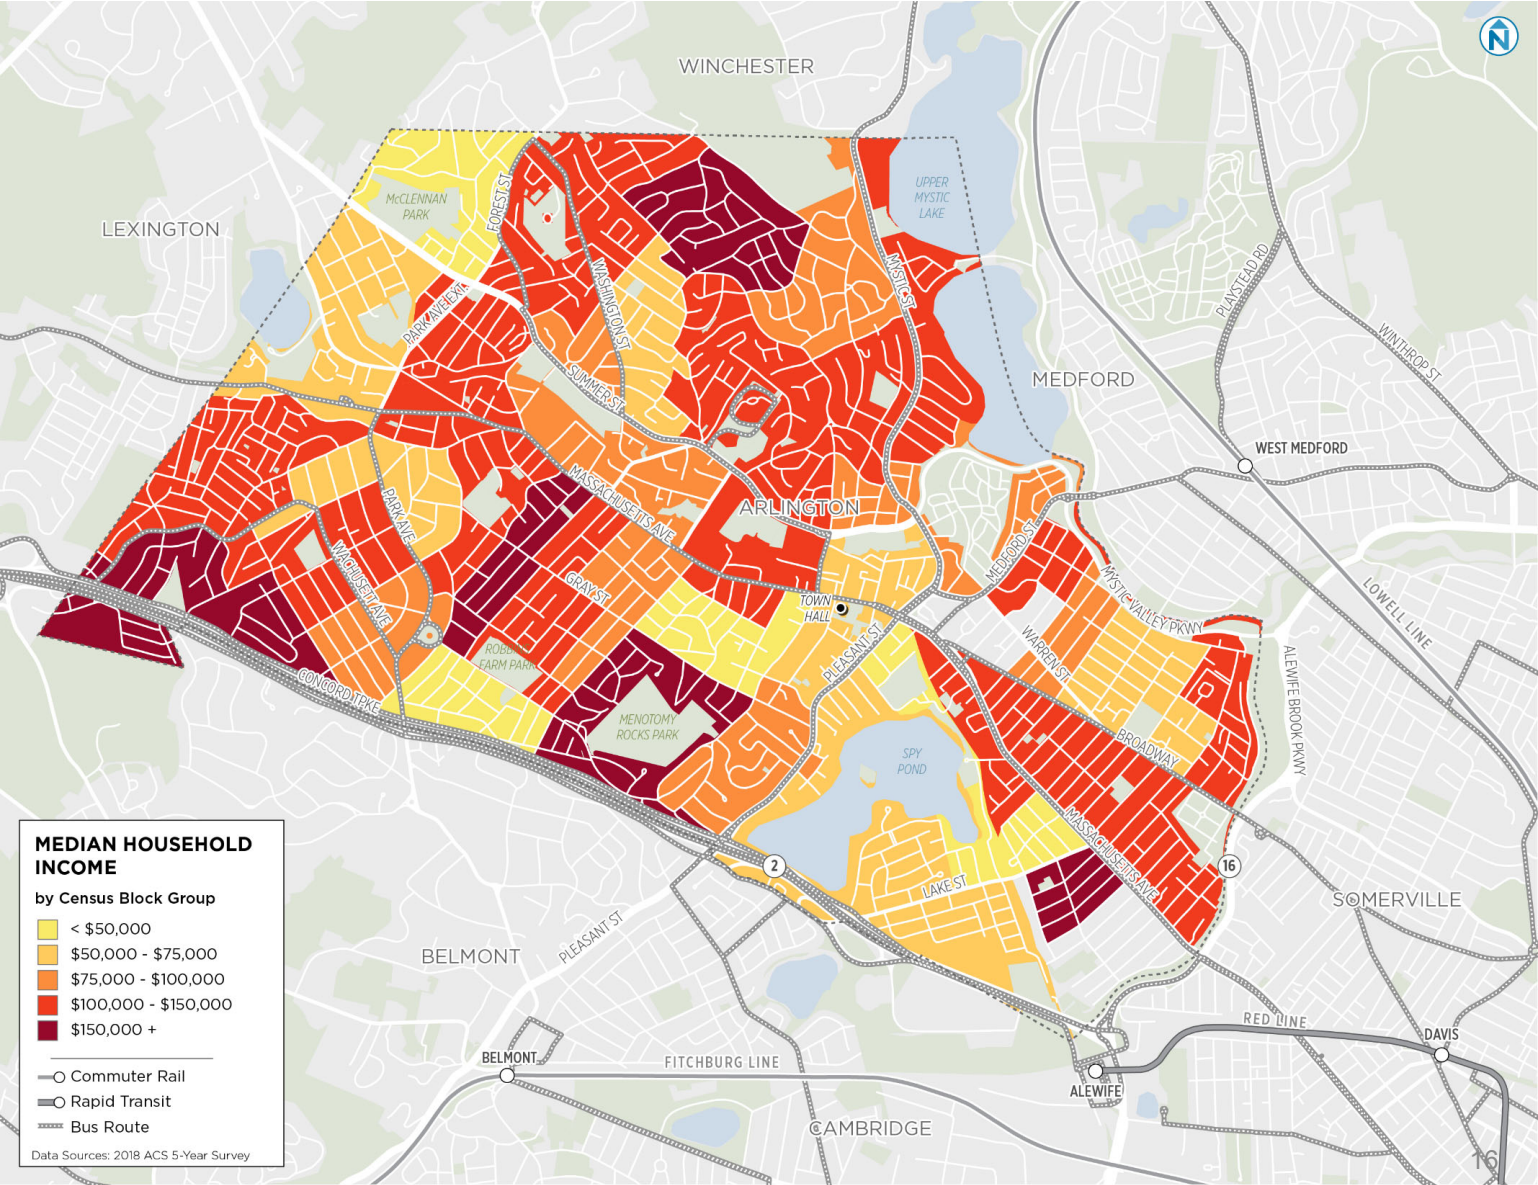 N
WINCHESTER
UPPER
MYSTIC
LAKE
McCLENNAN
PARK
FOREST ST
LEXINGTON
WASHINGTON ST
MYSTIC ST
PLAYSTEAD RD
PARK AVE EXT
WINTHROP ST
SUMMER ST
MEDFORD
WEST MEDFORD
MASSACHUSETTS AVE
ARLINGTON
PARK AVE
MEDFORD ST
WACHUSETT AVE
GRAY ST
MYSTIC VALLEY PKWY
LOWELL LINE
TOWN
HALL
WARREN ST
PLEASANT ST
ROBBINS
FARM PARK
ALEWIFE BROOK PKWY
CONCORD TPKE
MENOTOMY
ROCKS PARK
SPY
POND
BROADWAY
MASSACHUSETTS AVE
2
16
LAKE ST
SOMERVILLE
MEDIAN HOUSEHOLD
INCOME
by Census Block Group
< $50,000
$50,000 - $75,000
$75,000 - $100,000
$100,000 - $150,000
$150,000 +
Commuter Rail
Rapid Transit
Bus Route
Data Sources: 2018 ACS 5-Year Survey
BELMONT
PLEASANT ST
RED LINE
DAVIS
BELMONT
FITCHBURG LINE
ALEWIFE
CAMBRIDGE
16